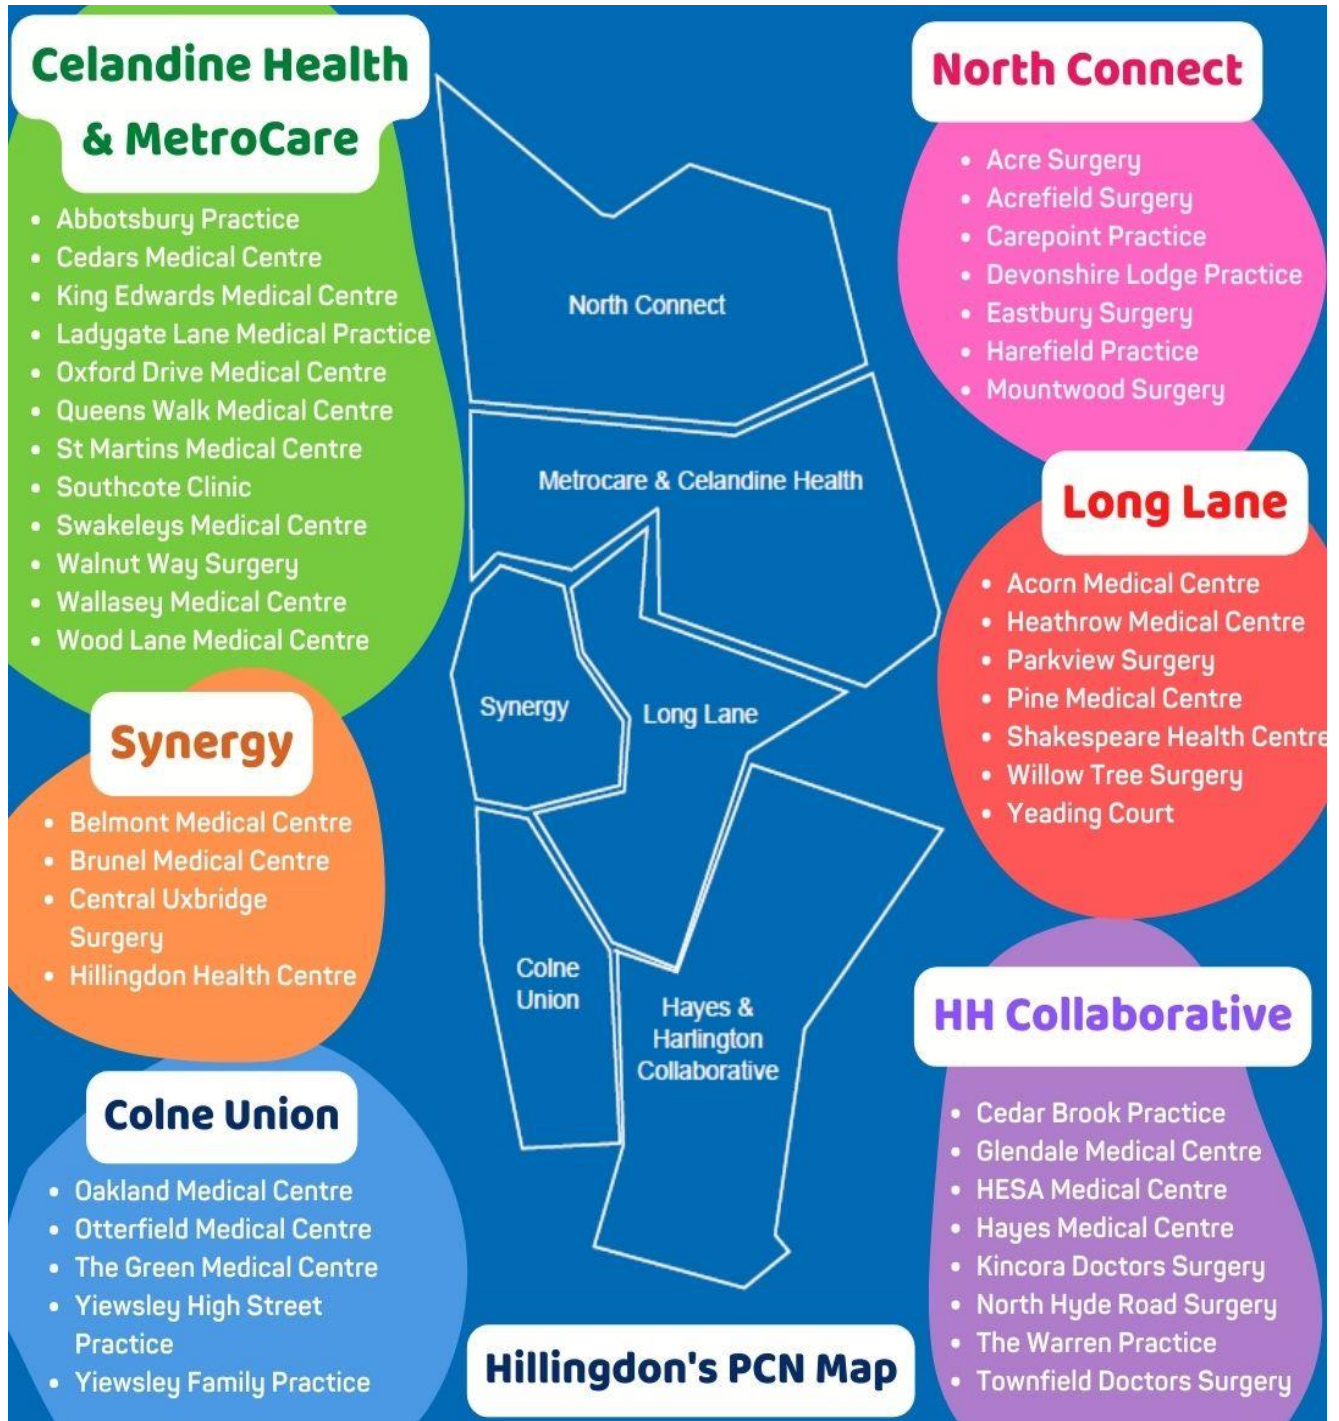 Celandine Health
& MetroCare
• Abbotsbury Practice
• Cedars Medical Centre
• King Edwards Medical Centre
• Ladygate Lane Medical Practice
• Oxford Drive Medical Centre
• Queens Walk Medical Centre
• St Martins Medical Centre
• Southcote Clinic
• Swakeleys Medical Centre
• Walnut Way Surgery
• Wallasey Medical Centre
• Wood Lane Medical Centre
Synergy
• Belmont Medical Centre
• Brunel Medical Centre
• Central Uxbridge
Surgery
• Hillingdon Health Centre
Colne Union
• Oakland Medical Centre
• Otterfield Medical Centre
• The Green Medical Centre
• Yiewsley High Street
Practice
• Yiewsley Family Practice
North Connect
Metrocare & Celandine Health
Synergy
Long Lane
Colne
Union
Hayes &
Harlington
Collaborative
Hillingdon's PCN Map
North Connect
• Acre Surgery
• Acrefield Surgery
• Carepoint Practice
• Devonshire Lodge Practice
• Eastbury Surgery
• Harefield Practice
• Mountwood Surgery
Long Lane
• Acorn Medical Centre
• Heathrow Medical Centre
• Parkview Surgery
• Pine Medical Centre
• Shakespeare Health Centre
• Willow Tree Surgery
• Yeading Court
HH Collaborative
• Cedar Brook Practice
• Glendale Medical Centre
• HESA Medical Centre
• Hayes Medical Centre
• Kincora Doctors Surgery
• North Hyde Road Surgery
• The Warren Practice
• Townfield Doctors Surgery